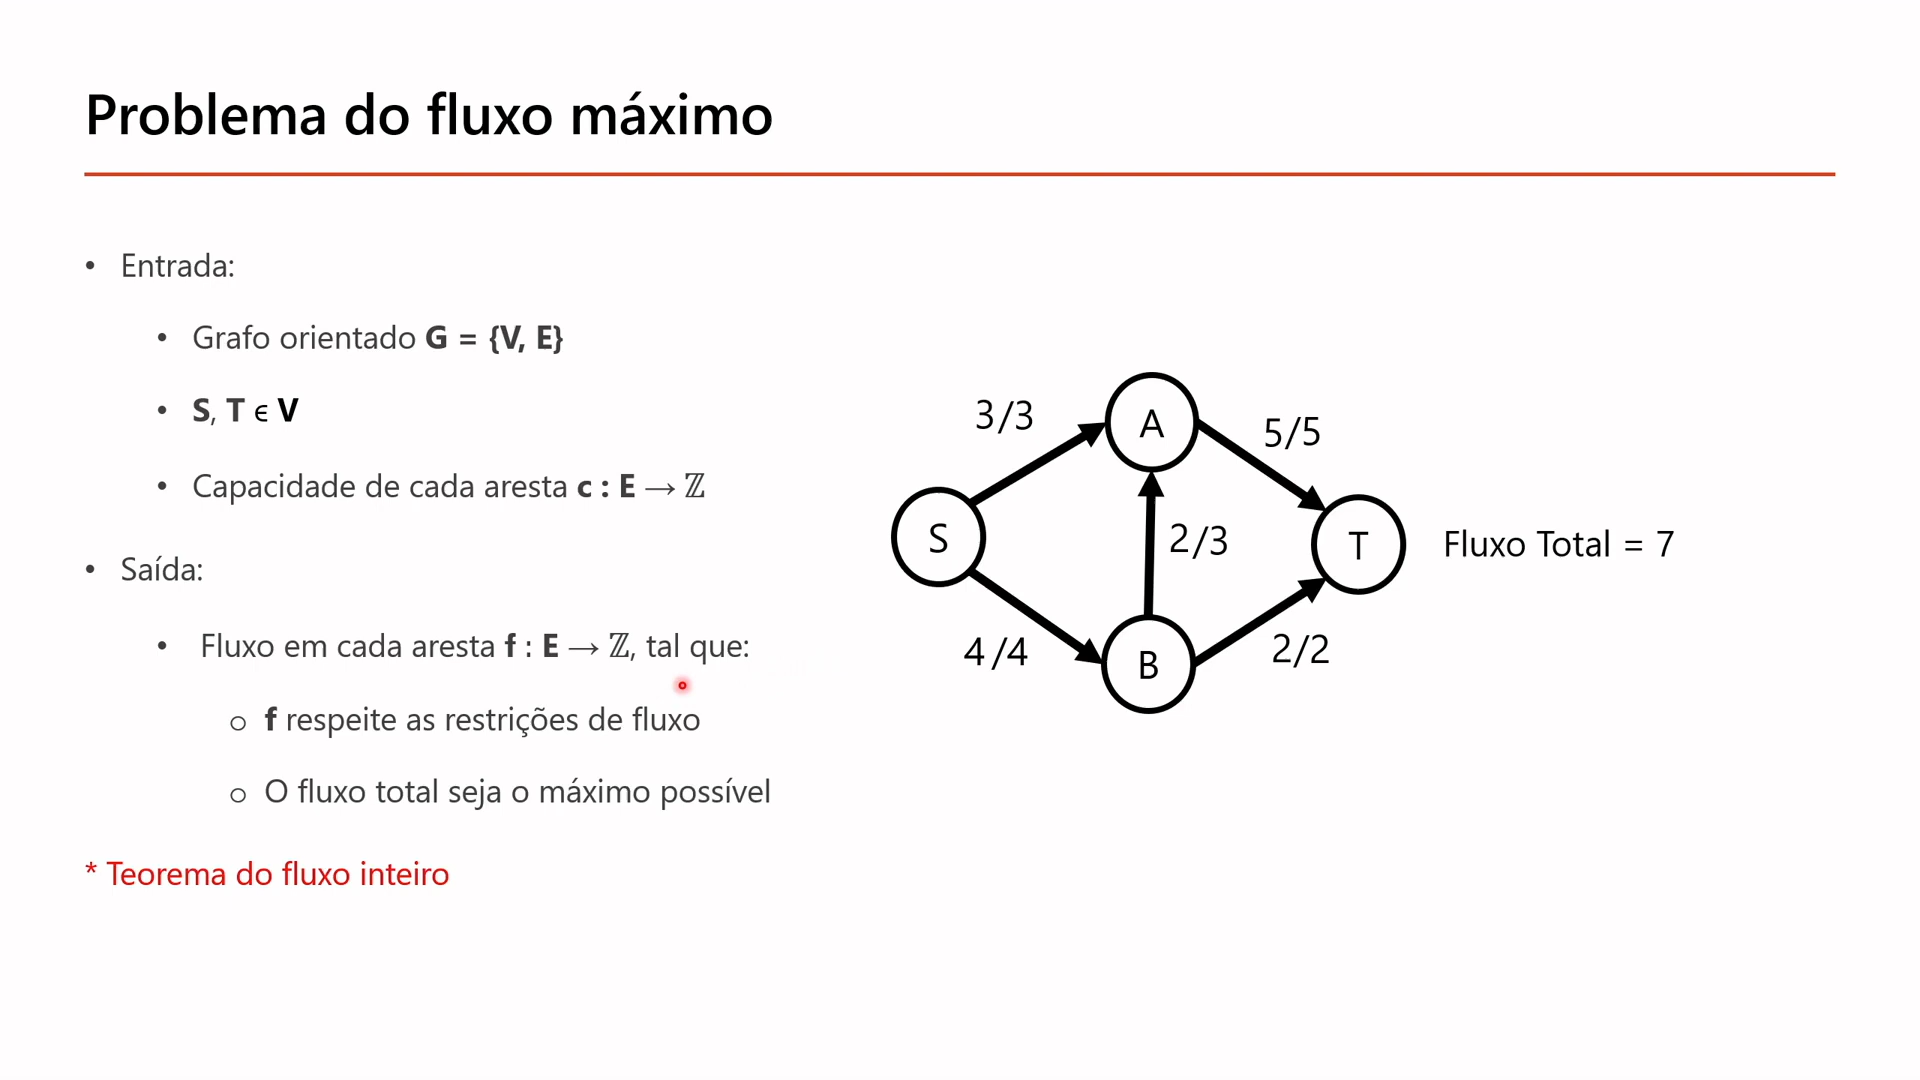 Problema do fluxo máximo
• Entrada:
• Grafo orientado G = {V, E}
• S, T ϵ V
• Capacidade de cada aresta c : E → ℤ
• Saída:
• Fluxo em cada aresta f : E → ℤ, tal que:
o f respeite as restrições de fluxo
o O fluxo total seja o máximo possível
* Teorema do fluxo inteiro
3/3
A
5/5
S
2/3
T
Fluxo Total = 7
4/4
B
2/2